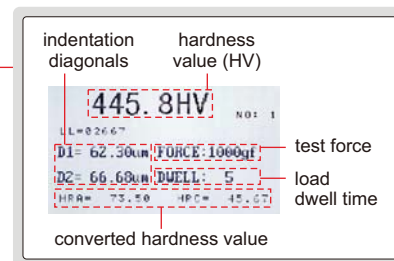 indentation
diagonals
hardness
value (HV)
445.8HV
NO: 1
LL=02667
D1= 62.30um FORCE:1000gf
test force
D2= 66.68um DWELL: 5
load
dwell time
HRA= 73.50 HRC= 45.67
converted hardness value